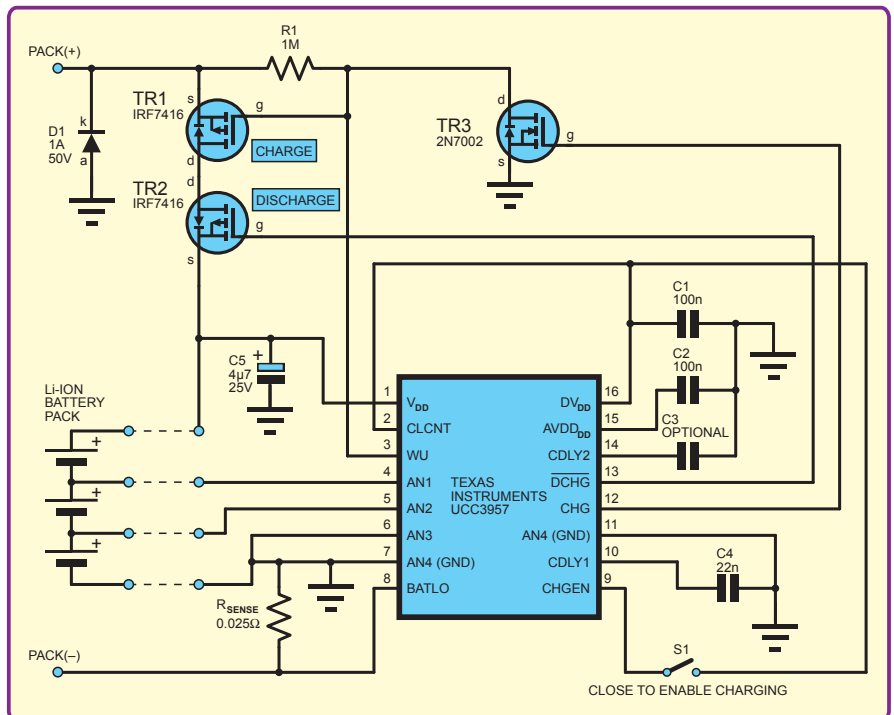 PACK(+)
R1
1M
TR1
IRF7416
s
g
d
CHARGE
D1
1A
50V
k
a
TR2
IRF7416
d
g
s
DISCHARGE
TR3
2N7002
d
g
s
C5
4µ7
25V
+
C1
100n
C2
100n
C3
OPTIONAL
Li-ION
BATTERY
PACK
+
+
+
1 VDD
2 CLCNT
3 WU
4 AN1
5 AN2
6 AN3
7 AN4 (GND)
8 BATLO
TEXAS
INSTRUMENTS
UCC3957
16 DVDD
15 AVDDDD
14 CDLY2
13 DCHG
12 CHG
11 AN4 (GND)
10 CDLY1
9 CHGEN
C4
22n
RSENSE
0.025Ω
PACK(–)
S1
CLOSE TO ENABLE CHARGING